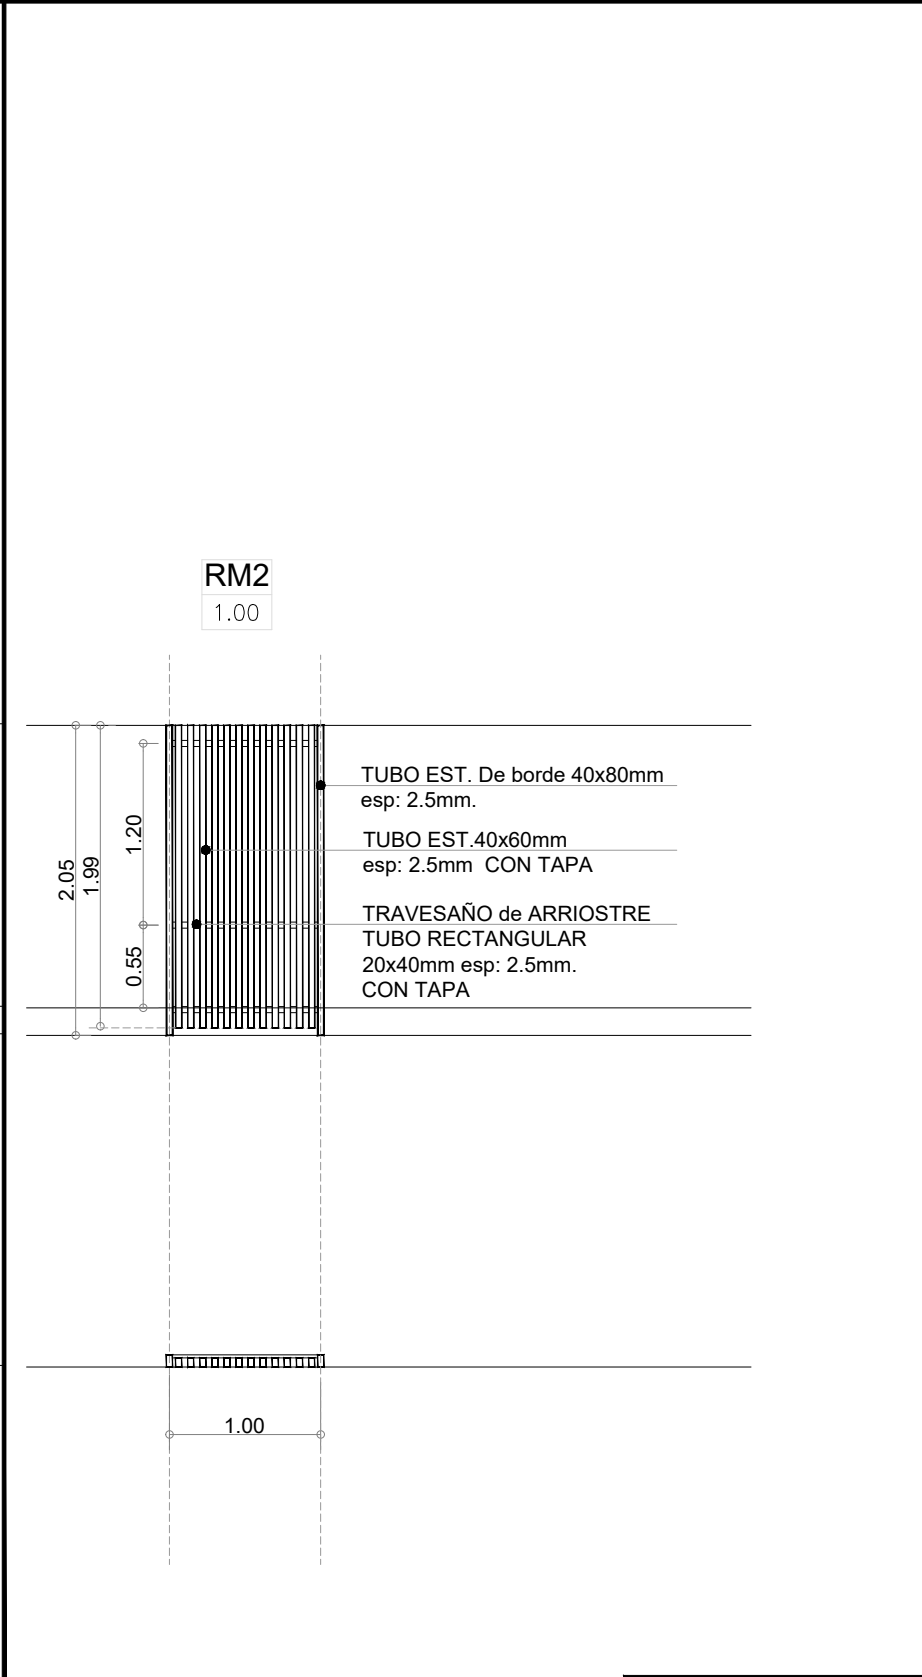 RM2
1.00
TUBO EST. De borde 40x80mm
esp: 2.5mm.
TUBO EST.40x60mm
esp: 2.5mm  CON TAPA
TRAVESAÑO de ARRIOSTRE
TUBO RECTANGULAR
20x40mm esp: 2.5mm.
CON TAPA
2.05
1.99
1.20
0.55
1.00